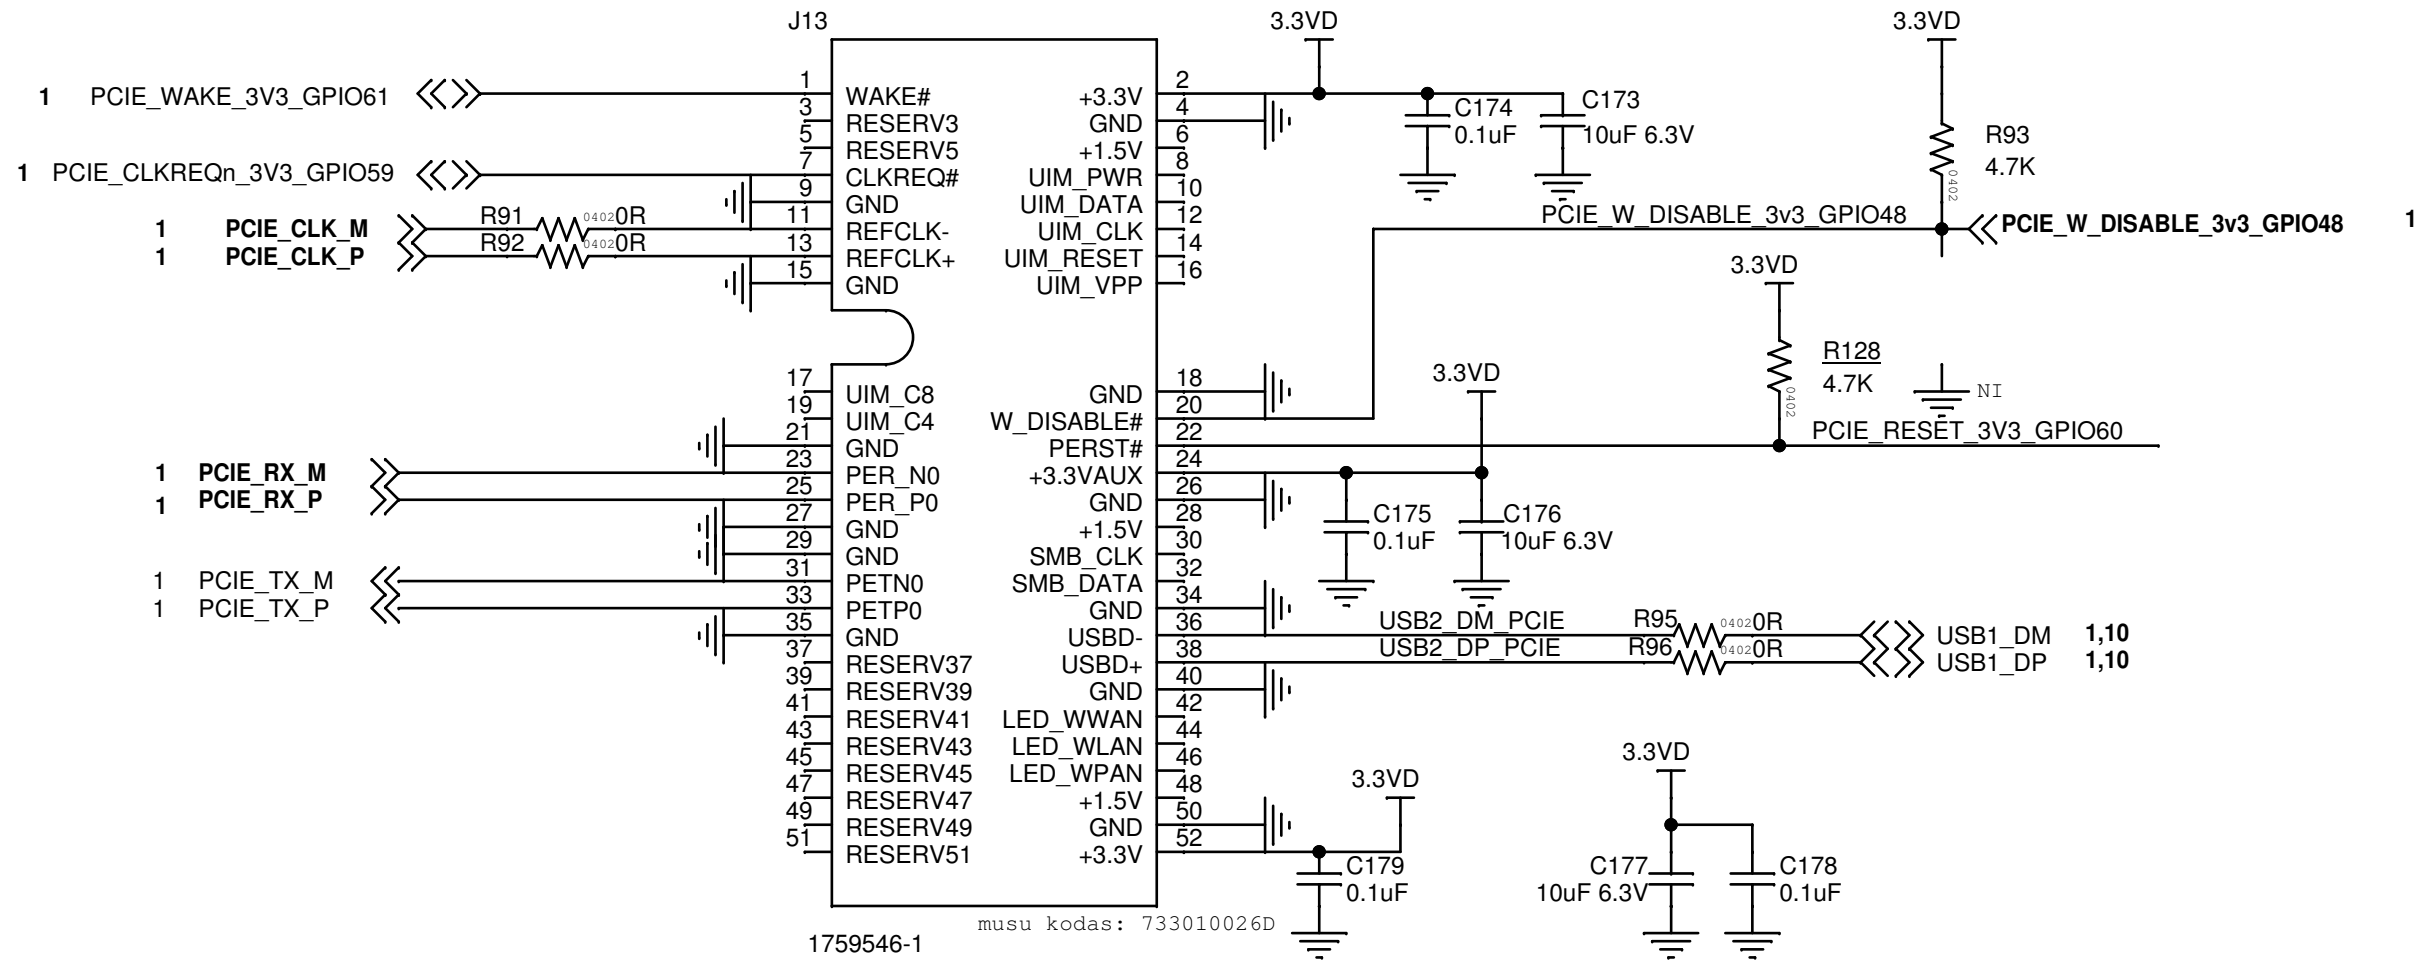 J13
3.3VD
3.3VD
1 PCIE_WAKE_3V3_GPIO61
1 WAKE#
+3.3V 2
3 RESERV3
GND 4
5 RESERV5
+1.5V 6
C174
0.1uF
C173
10uF 6.3V
R93
4.7K
0402
1 PCIE_CLKREQn_3V3_GPIO59
7 CLKREQ#
UIM_PWR 8
9 GND
UIM_DATA 10
1 PCIE_CLK_M
R91 0402 0R
11 REFCLK-
UIM_CLK 12
PCIE_W_DISABLE_3v3_GPIO48
PCIE_W_DISABLE_3v3_GPIO48 1
1 PCIE_CLK_P
R92 0402 0R
13 REFCLK+
UIM_RESET 14
15 GND
UIM_VPP 16
3.3VD
R128
4.7K
0402
NI
3.3VD
17 UIM_C8
GND 18
19 UIM_C4
W_DISABLE# 20
21 GND
PERST# 22
PCIE_RESET_3V3_GPIO60
1 PCIE_RX_M
23 PER_N0
+3.3VAUX 24
1 PCIE_RX_P
25 PER_P0
GND 26
27 GND
+1.5V 28
C175
0.1uF
C176
10uF 6.3V
29 GND
SMB_CLK 30
1 PCIE_TX_M
31 PETN0
SMB_DATA 32
1 PCIE_TX_P
33 PETP0
GND 34
35 GND
USBD- 36
USB2_DM_PCIE
R95 0402 0R
USB1_DM 1,10
37 RESERV37
USBD+ 38
USB2_DP_PCIE
R96 0402 0R
USB1_DP 1,10
39 RESERV39
GND 40
41 RESERV41
LED_WWAN 42
43 RESERV43
LED_WLAN 44
45 RESERV45
LED_WPAN 46
47 RESERV47
+1.5V 48
49 RESERV49
GND 50
51 RESERV51
+3.3V 52
3.3VD
C179
0.1uF
3.3VD
C177
10uF 6.3V
C178
0.1uF
musu kodas: 733010026D
1759546-1